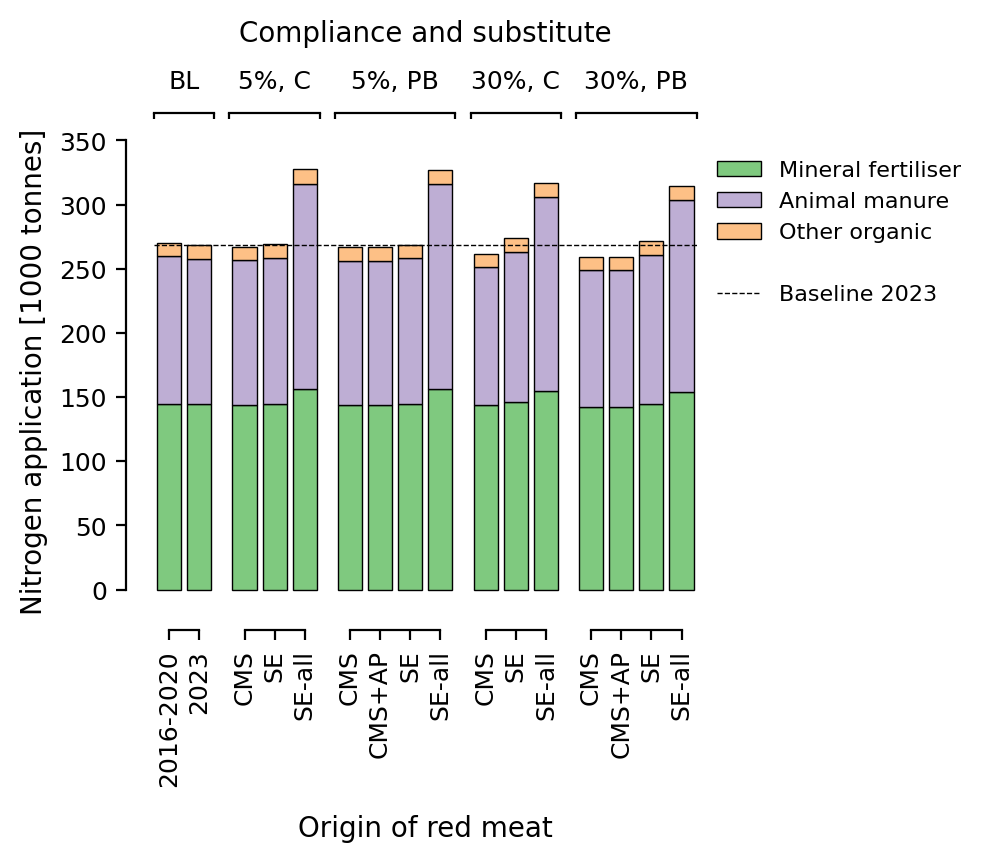 Compliance and substitute
BL 5%, C 5%, PB 30%, C 30%, PB
Nitrogen application [1000 tonnes]
350
300
250
200
150
100
50
0
Mineral fertiliser
Animal manure
Other organic
Baseline 2023
2016-2020
2023
CMS
SE
SE-all
CMS
CMS+AP
SE
SE-all
CMS
SE
SE-all
CMS
CMS+AP
SE
SE-all
Origin of red meat